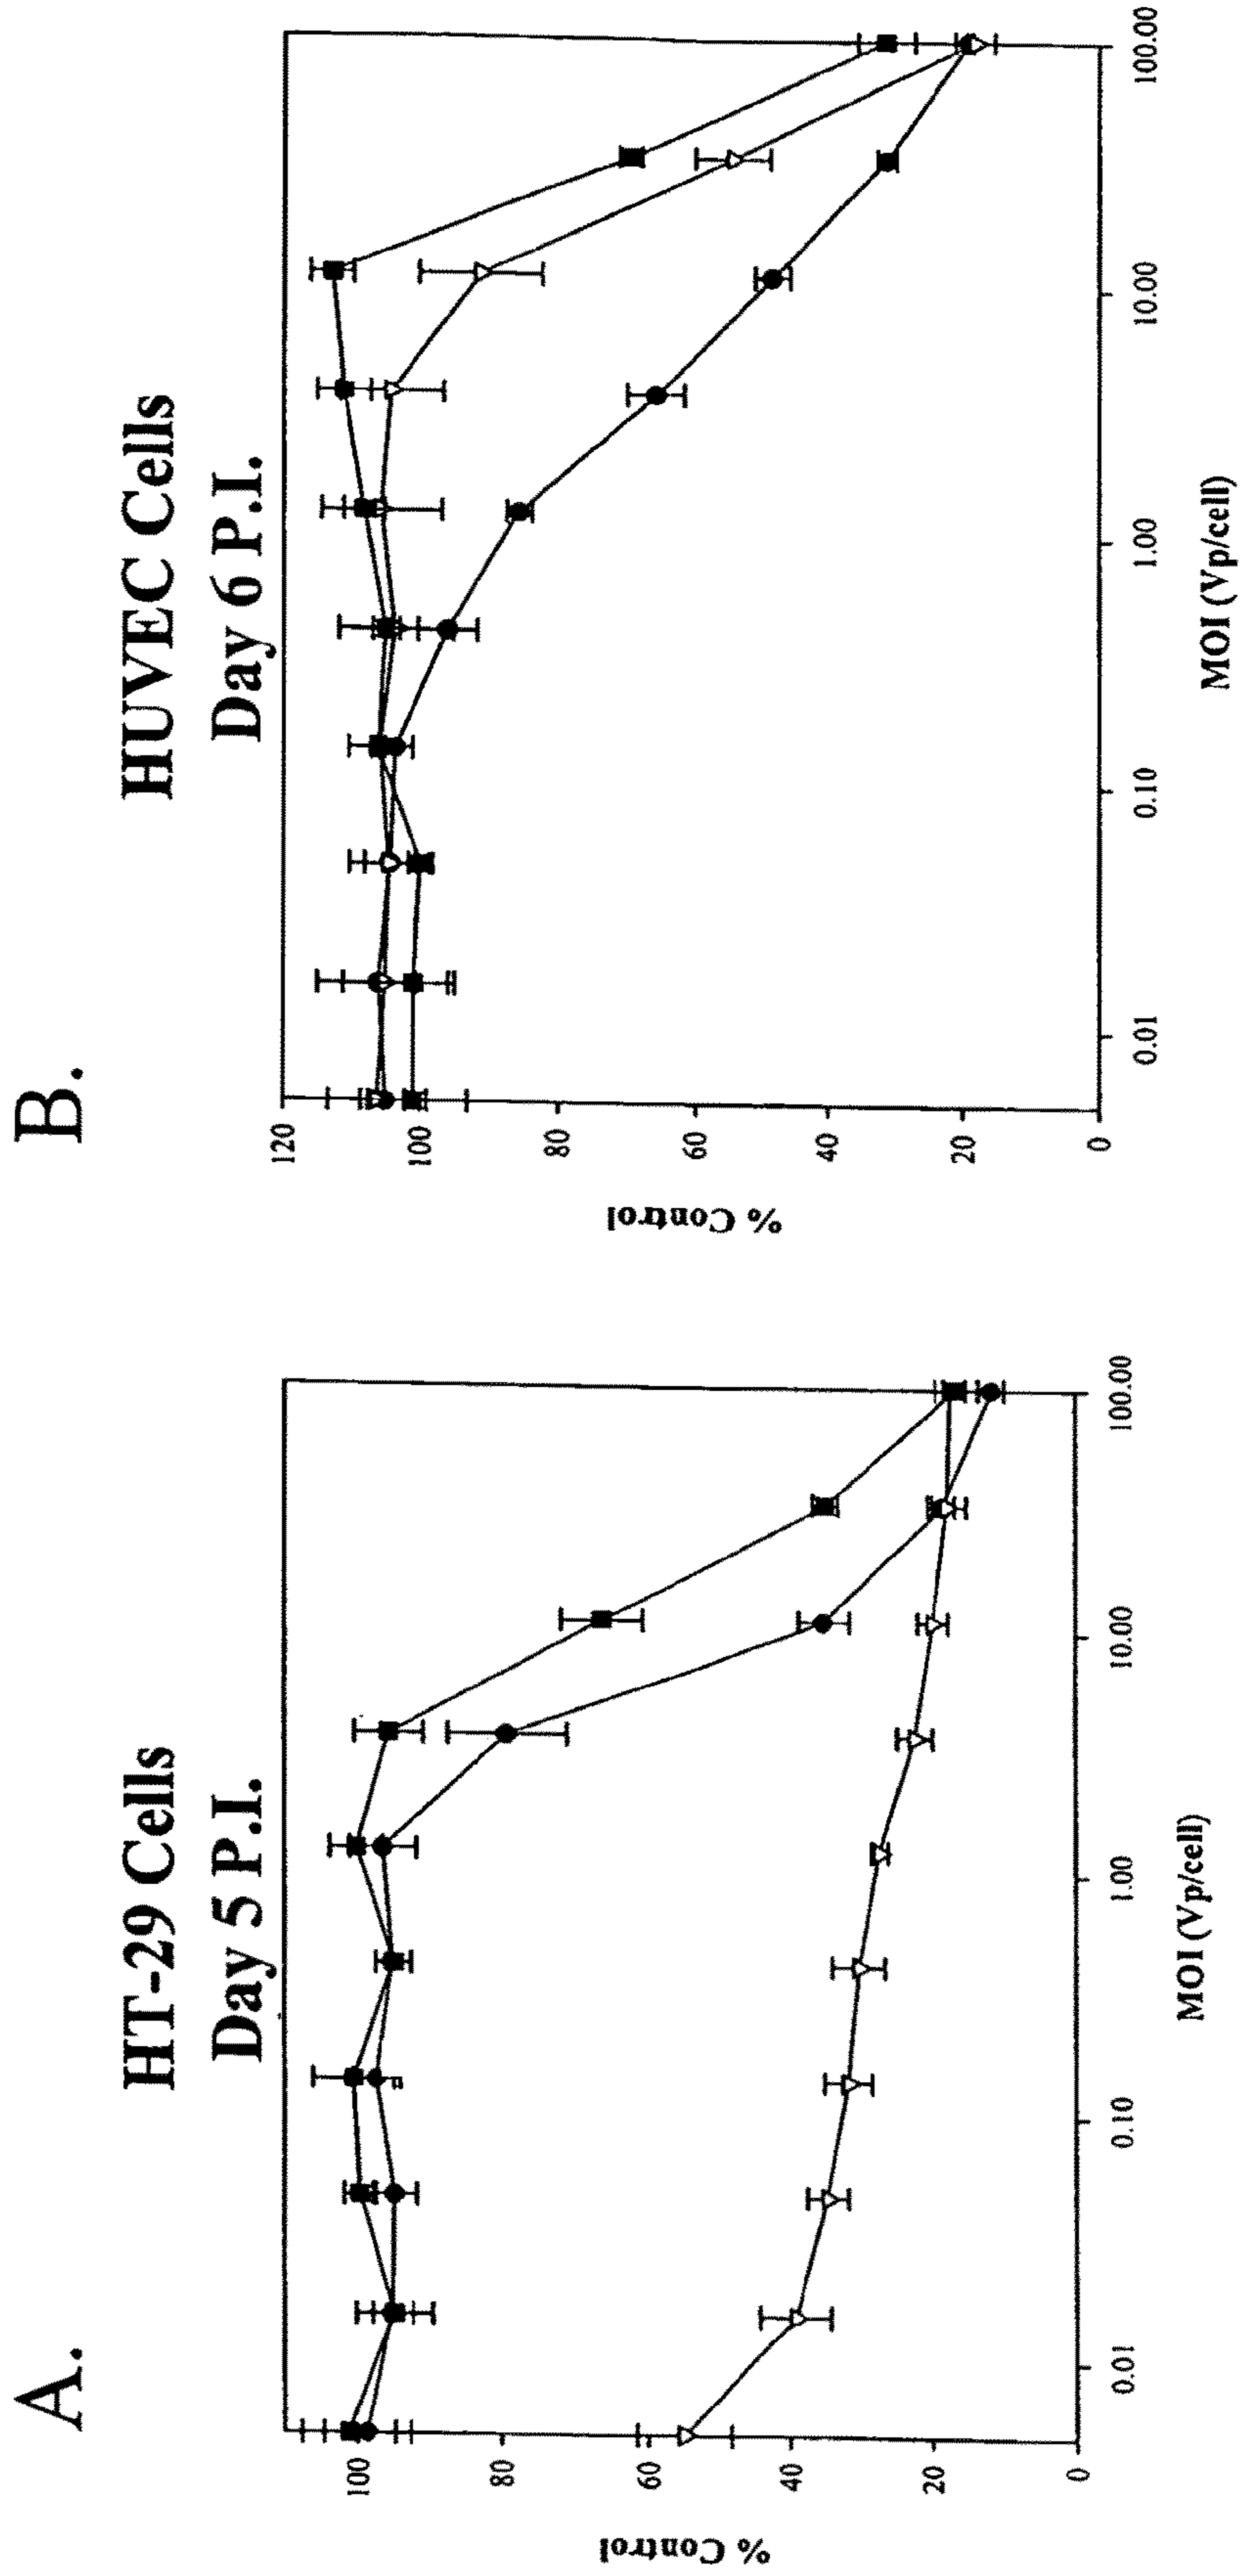 A.
HT-29 Cells
Day 5 P.I.
% Control
100
80
60
40
20
0
0.01
0.10
1.00
10.00
100.00
MOI (Vp/cell)
B.
HUVEC Cells
Day 6 P.I.
% Control
120
100
80
60
40
20
0
0.01
0.10
1.00
10.00
100.00
MOI (Vp/cell)